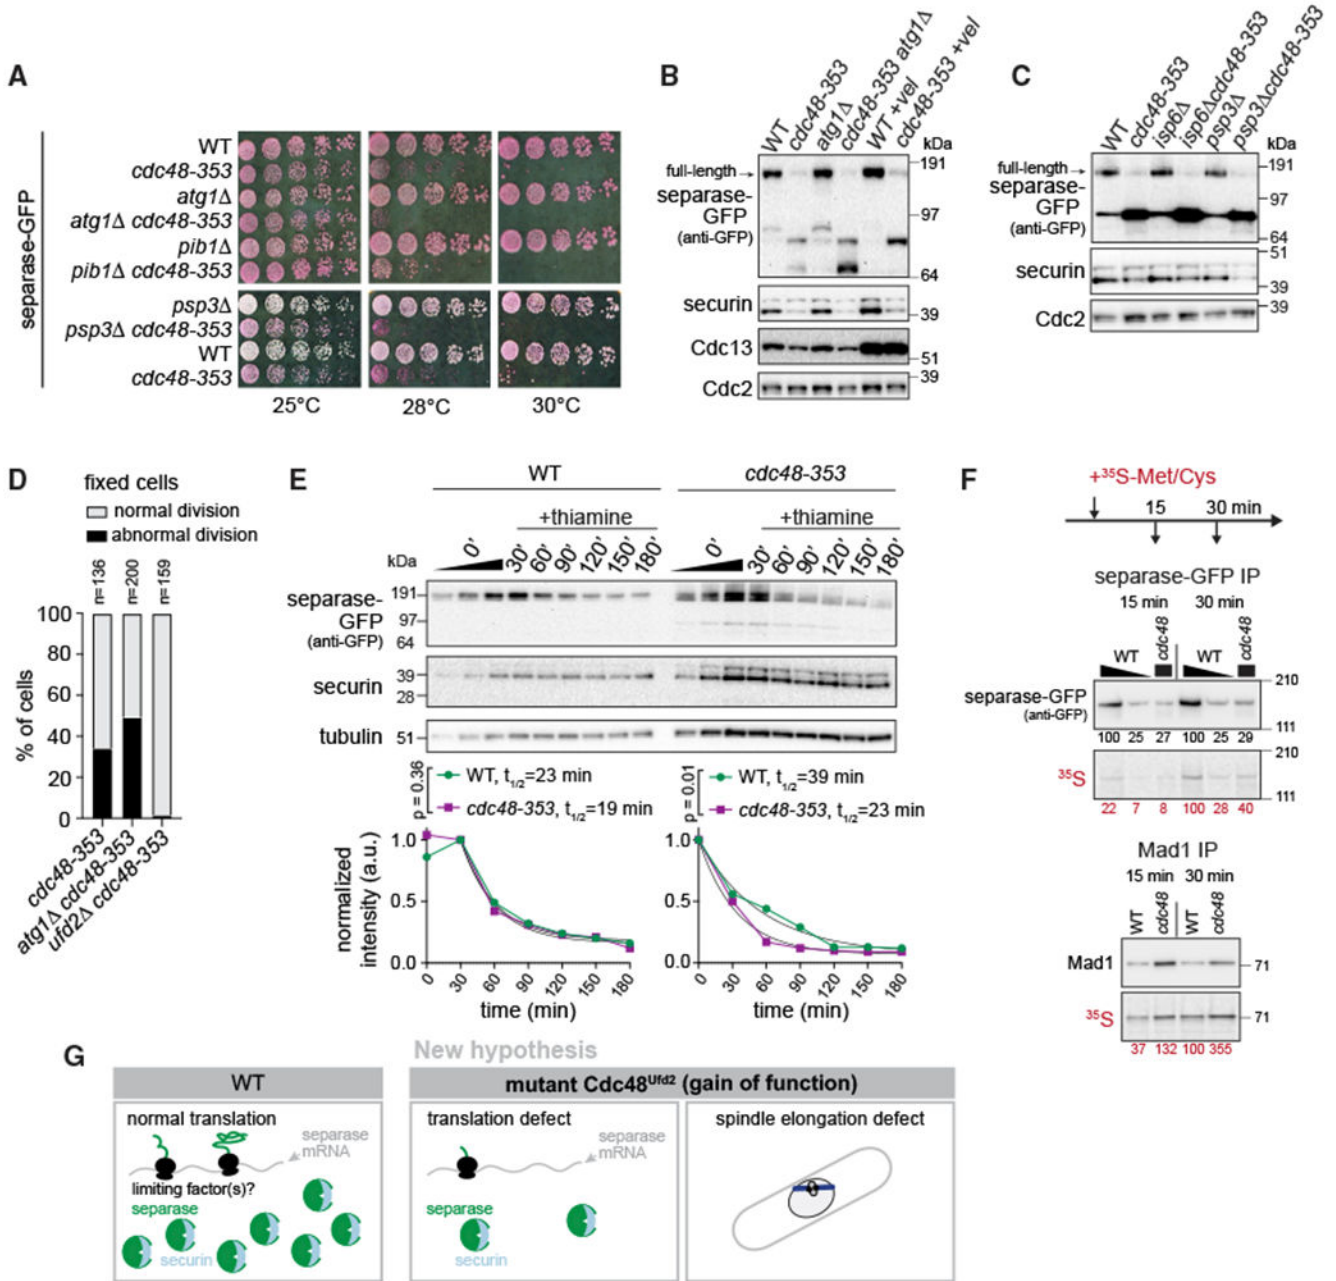 A
separase-GFP
WT
cdc48-353
atg1Δ
atg1Δ cdc48-353
pib1Δ
pib1Δ cdc48-353
psp3Δ
psp3Δ cdc48-353
WT
cdc48-353
25°C
28°C
30°C
B
WT
cdc48-353
atg1Δ
cdc48-353 atg1Δ
WT +vel
cdc48-353 +vel
kDa
full-length→
191
separase-
GFP
(anti-GFP)
97
64
securin
39
Cdc13
51
Cdc2
39
C
WT
cdc48-353
isp6Δ
isp6Δcdc48-353
psp3Δ
psp3Δcdc48-353
kDa
full-length→
191
separase-
GFP
(anti-GFP)
97
64
securin
51
39
Cdc2
39
D
fixed cells
normal division
abnormal division
n=136
n=200
n=159
% of cells
100
80
60
40
20
0
cdc48-353
atg1Δ cdc48-353
ufd2Δ cdc48-353
E
WT
cdc48-353
+thiamine
+thiamine
kDa
0' 30' 60' 90' 120' 150' 180'
0' 30' 60' 90' 120' 150' 180'
separase-
GFP
(anti-GFP)
191
97
64
securin
39
28
tubulin
51
p = 0.36
WT, t1/2=23 min
cdc48-353, t1/2=19 min
p = 0.01
WT, t1/2=39 min
cdc48-353, t1/2=23 min
normalized
intensity (a.u.)
1.0
0.5
0.0
0 30 60 90 120 150 180
time (min)
1.0
0.5
0.0
0 30 60 90 120 150 180
time (min)
F
+³⁵S-Met/Cys
15
30 min
separase-GFP IP
15 min
30 min
WT
cdc48
WT
cdc48
separase-GFP
(anti-GFP)
210
111
100 25 27 100 25 29
³⁵S
210
111
22 7 8 100 28 40
Mad1 IP
15 min
30 min
WT
cdc48
WT
cdc48
Mad1
71
³⁵S
71
37 132 100 355
G
New hypothesis
WT
mutant Cdc48ᵁᶠᵈ² (gain of function)
normal translation
separase
mRNA
limiting factor(s)?
separase
securin
translation defect
separase
mRNA
separase
securin
spindle elongation defect